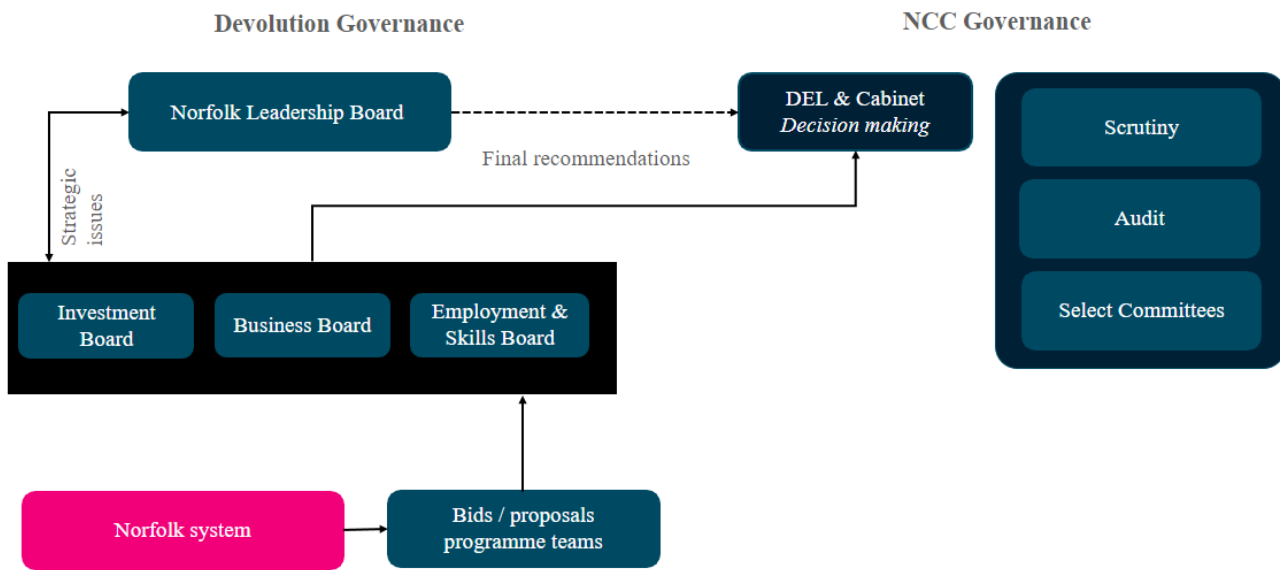 Devolution Governance
NCC Governance
Norfolk Leadership Board
DEL & Cabinet
Decision making
Scrutiny
Final recommendations
Strategic
issues
Audit
Investment
Board
Business Board
Employment &
Skills Board
Select Committees
Norfolk system
Bids / proposals
programme teams